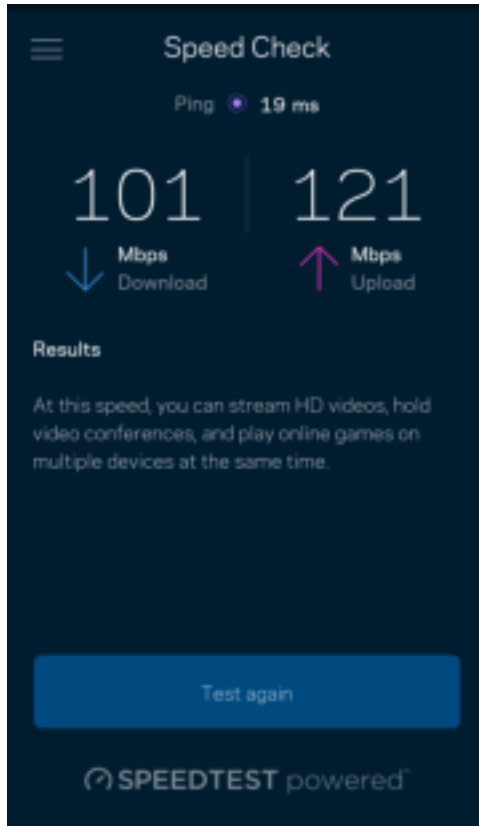 Speed Check
Ping 19 ms
101 121
Mbps Mbps
Download Upload
Results
At this speed, you can stream HD videos, hold
video conferences, and play online games on
multiple devices at the same time.
Test again
SPEEDTEST powered™